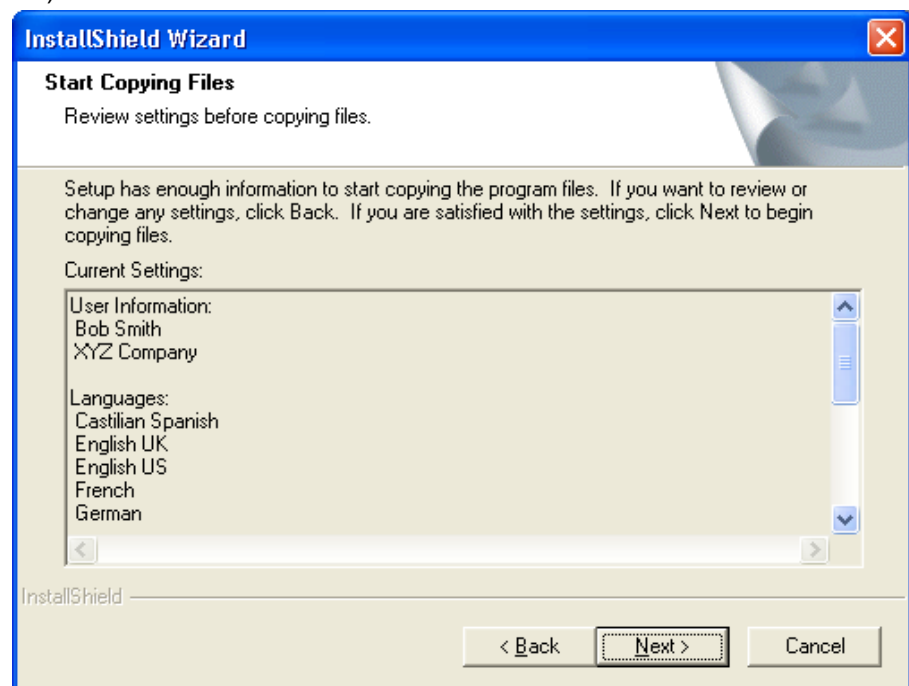 InstallShield Wizard
Start Copying Files
Review settings before copying files.
Setup has enough information to start copying the program files. If you want to review or
change any settings, click Back. If you are satisfied with the settings, click Next to begin
copying files.
Current Settings:
User Information:
Bob Smith
XYZ Company
Languages:
Castilian Spanish
English UK
English US
French
German
InstallShield
< Back Next > Cancel